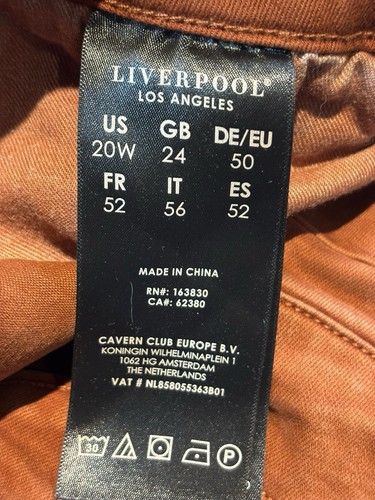 LIVERPOOL®
LOS ANGELES
US GB DE/EU
20W 24 50
FR IT ES
52 56 52
MADE IN CHINA
RN#: 163830
CA#: 62380
CAVERN CLUB EUROPE B.V.
KONINGIN WILHELMINAPLEIN 1
1062 HG AMSTERDAM
THE NETHERLANDS
VAT # NL858055363B01
30 P